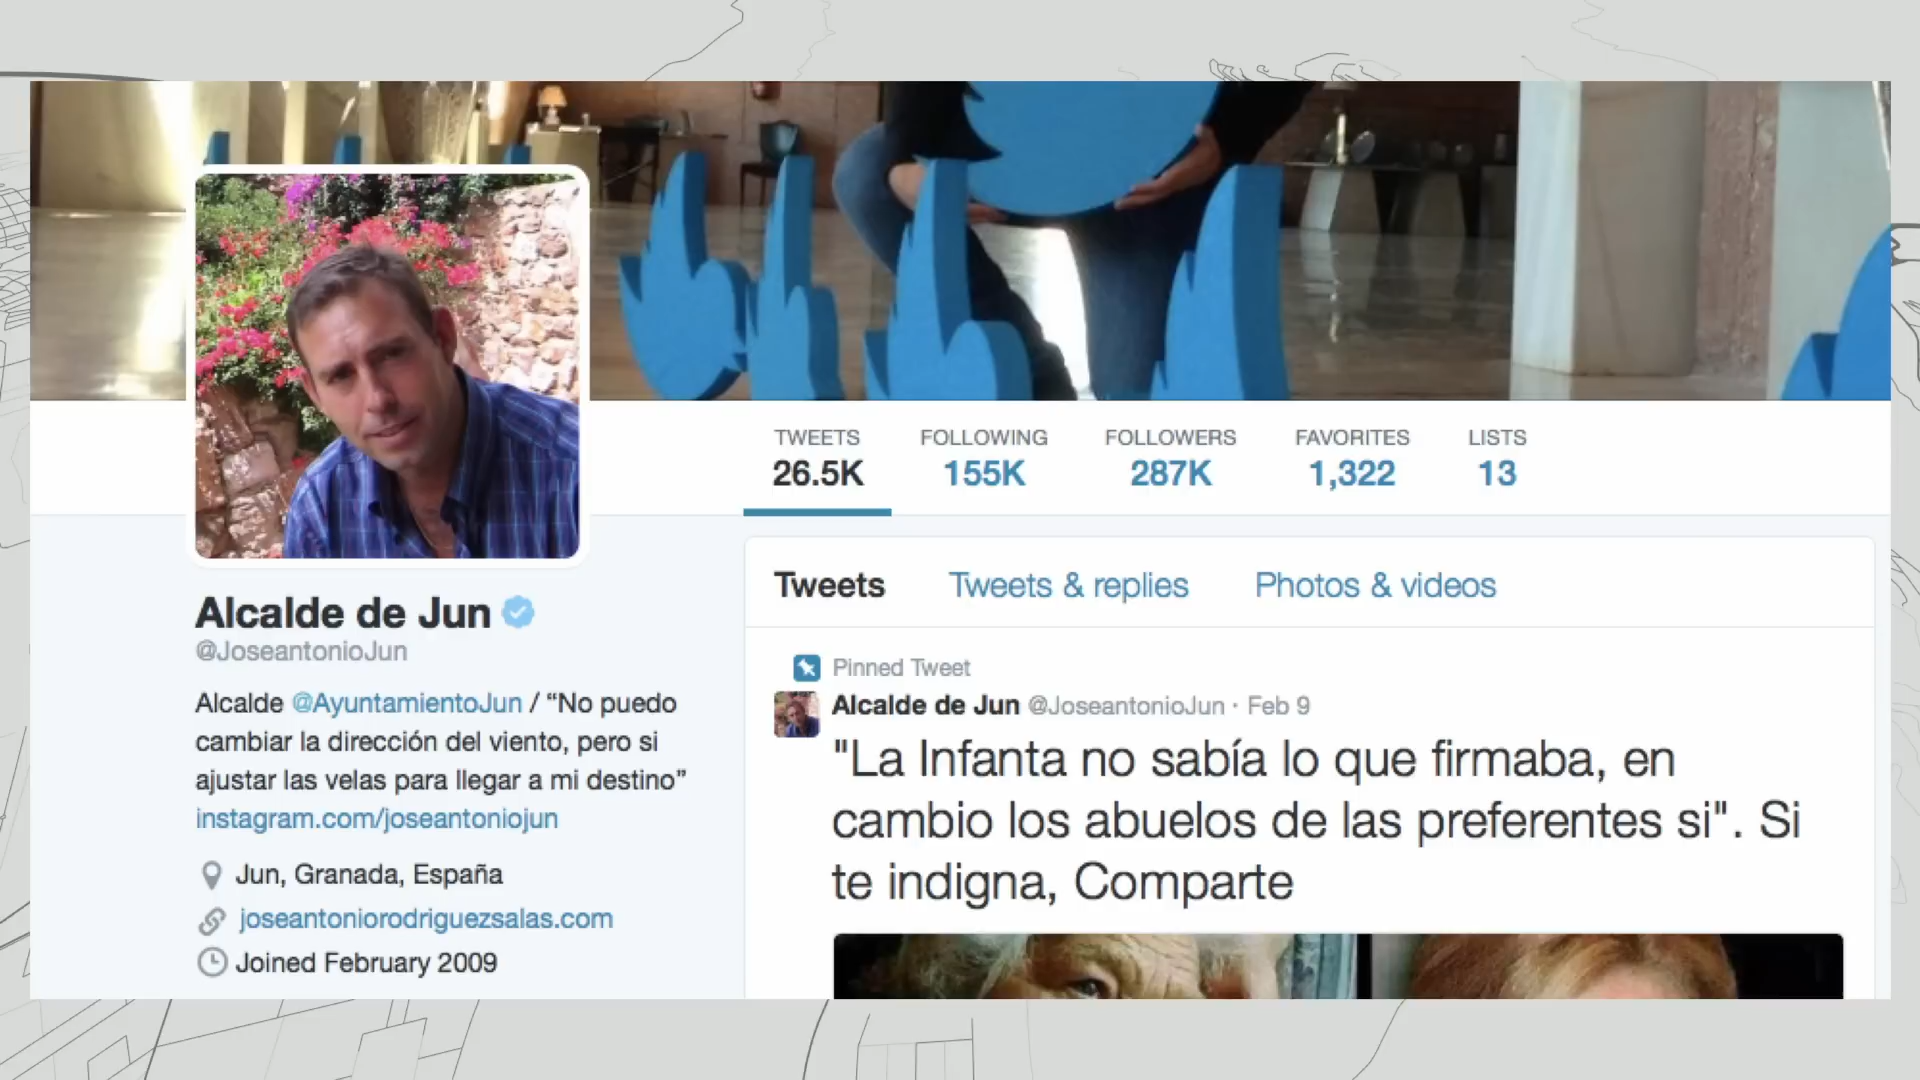 TWEETS
26.5K
FOLLOWING
155K
FOLLOWERS
287K
FAVORITES
1,322
LISTS
13
Alcalde de Jun
@JoseantonioJun
Alcalde @AyuntamientoJun / “No puedo
cambiar la dirección del viento, pero si
ajustar las velas para llegar a mi destino”
instagram.com/joseantoniojun
Jun, Granada, España
joseantoniorodriguezsalas.com
Joined February 2009
Tweets Tweets & replies Photos & videos
Pinned Tweet
Alcalde de Jun @JoseantonioJun · Feb 9
"La Infanta no sabía lo que firmaba, en
cambio los abuelos de las preferentes si". Si
te indigna, Comparte